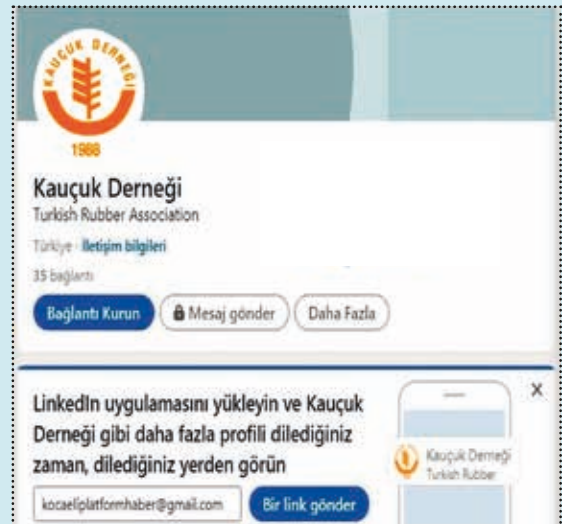 KAUÇUK DERNEĞİ
1988
Kauçuk Derneği
Turkish Rubber Association
Türkiye · İletişim bilgileri
35 bağlantı
Bağlantı Kurun
Mesaj gönder
Daha Fazla
LinkedIn uygulamasını yükleyin ve Kauçuk
Derneği gibi daha fazla profili dilediğiniz
zaman, dilediğiniz yerden görün
X
Kauçuk Derneği
Turkish Rubber
kocaeliplatformhaber@gmail.com
Bir link gönder